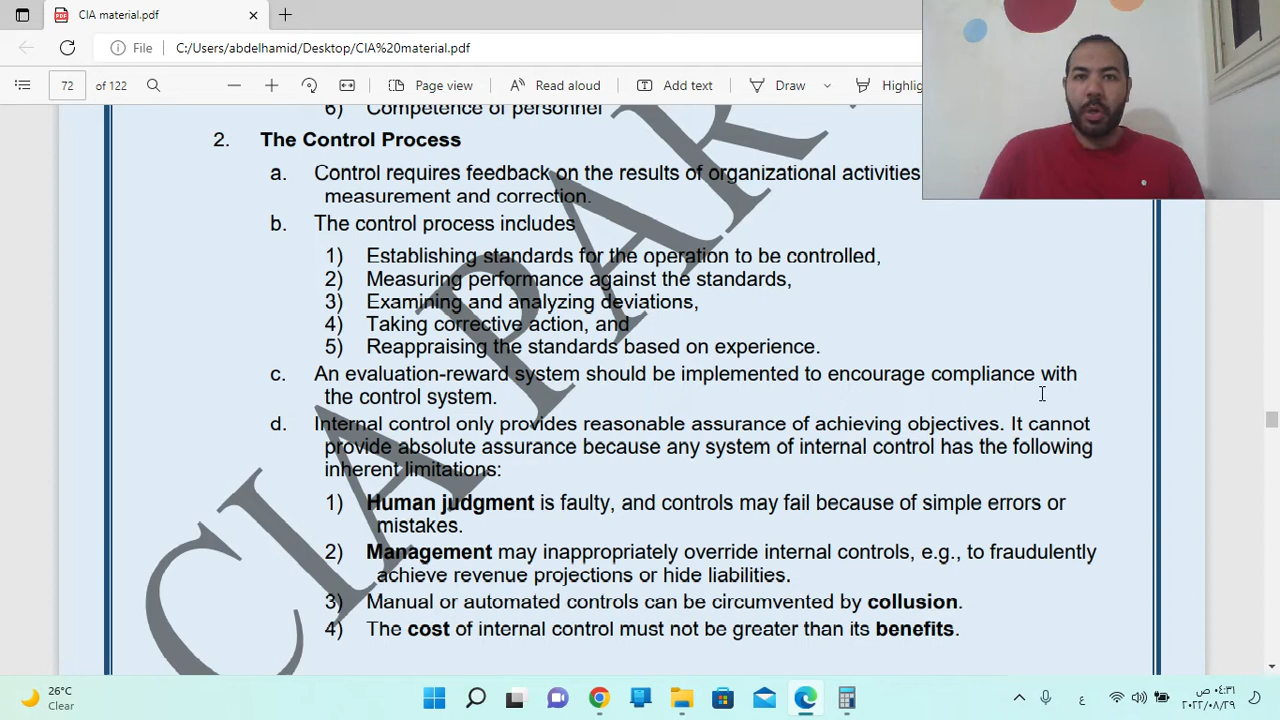 CIA material.pdf
File
C:/Users/abdelhamid/Desktop/CIA%20material.pdf
72 of 122
Page view
Read aloud
Add text
Draw
Highlig
6) Competence of personnel
2. The Control Process
a. Control requires feedback on the results of organizational activities
measurement and correction.
b. The control process includes
1) Establishing standards for the operation to be controlled,
2) Measuring performance against the standards,
3) Examining and analyzing deviations,
4) Taking corrective action, and
5) Reappraising the standards based on experience.
c. An evaluation-reward system should be implemented to encourage compliance with
the control system.
d. Internal control only provides reasonable assurance of achieving objectives. It cannot
provide absolute assurance because any system of internal control has the following
inherent limitations:
1) Human judgment is faulty, and controls may fail because of simple errors or
mistakes.
2) Management may inappropriately override internal controls, e.g., to fraudulently
achieve revenue projections or hide liabilities.
3) Manual or automated controls can be circumvented by collusion.
4) The cost of internal control must not be greater than its benefits.
CIA PAR
26°C
Clear
ع
٠٤:٣١ ص
٢٠٢٢/٠٨/٢٩